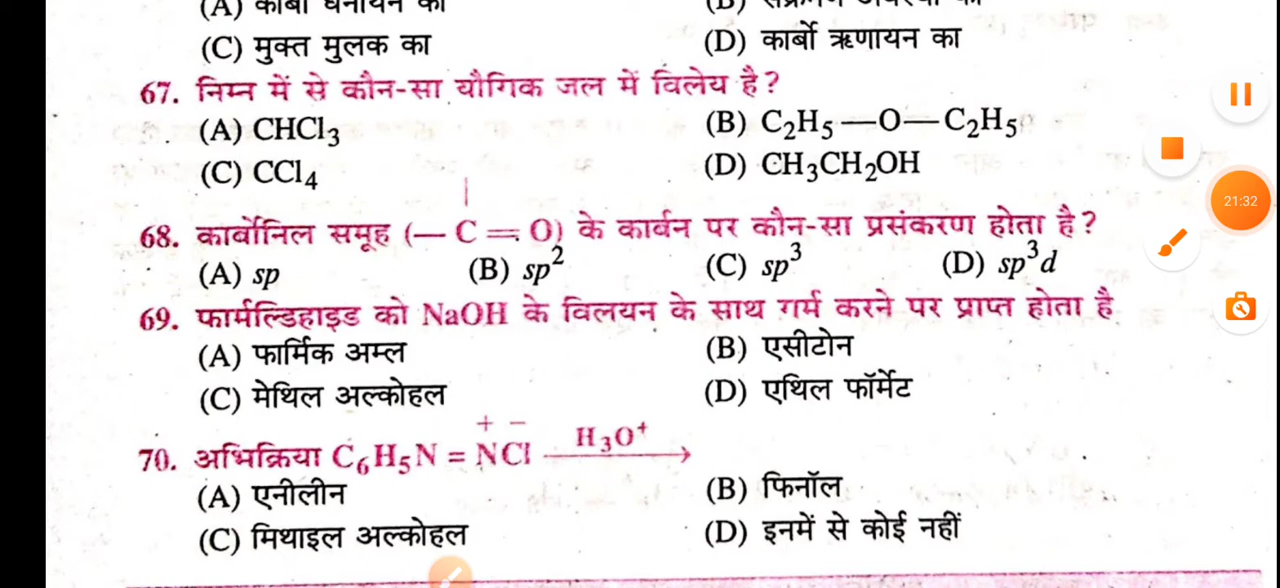 (C) मुक्त मुलक का (D) कार्बो ऋणायन का
67. निम्न में से कौन-सा यौगिक जल में विलेय है?
(A) CHCl₃ (B) C₂H₅—O—C₂H₅
(C) CCl₄ (D) CH₃CH₂OH
68. कार्बोनिल समूह (— C = O) के कार्बन पर कौन-सा प्रसंकरण होता है?
(A) sp (B) sp² (C) sp³ (D) sp³d
69. फार्मल्डिहाइड को NaOH के विलयन के साथ गर्म करने पर प्राप्त होता है
(A) फार्मिक अम्ल (B) एसीटोन
(C) मेथिल अल्कोहल (D) एथिल फॉर्मेट
70. अभिक्रिया C₆H₅N = N⁺Cl⁻ —H₃O⁺→
(A) एनीलीन (B) फिनॉल
(C) मिथाइल अल्कोहल (D) इनमें से कोई नहीं
21:32